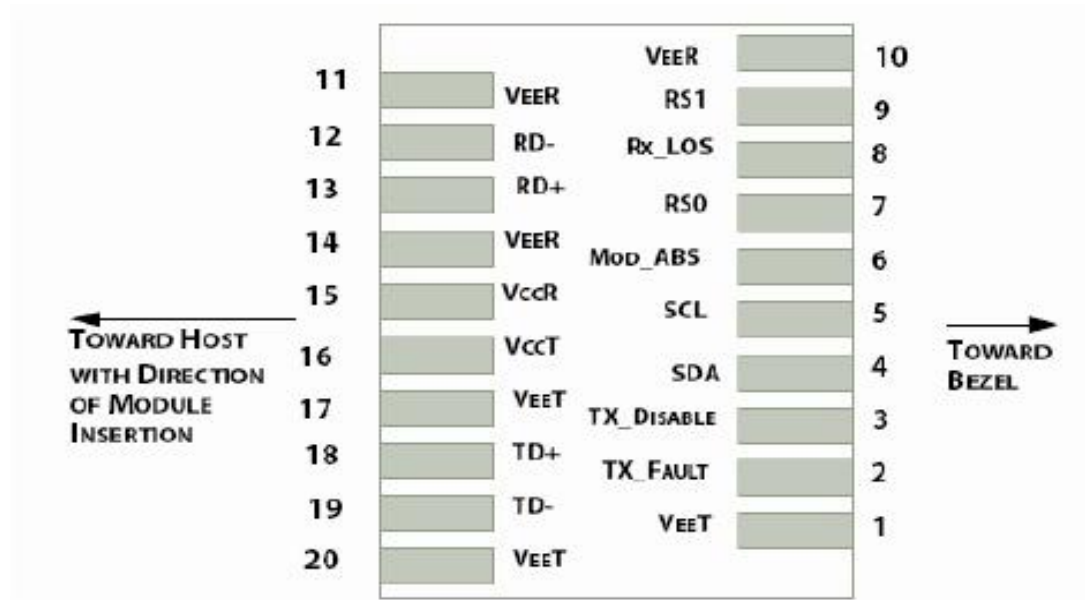 11 VEER
12 RD-
13 RD+
14 VEER
15 VccR
16 VccT
17 VEET
18 TD+
19 TD-
20 VEET
TOWARD HOST
WITH DIRECTION
OF MODULE
INSERTION
VEER 10
RS1 9
RX_LOS 8
RS0 7
MOD_ABS 6
SCL 5
SDA 4
TX_DISABLE 3
TX_FAULT 2
VEET 1
TOWARD
BEZEL